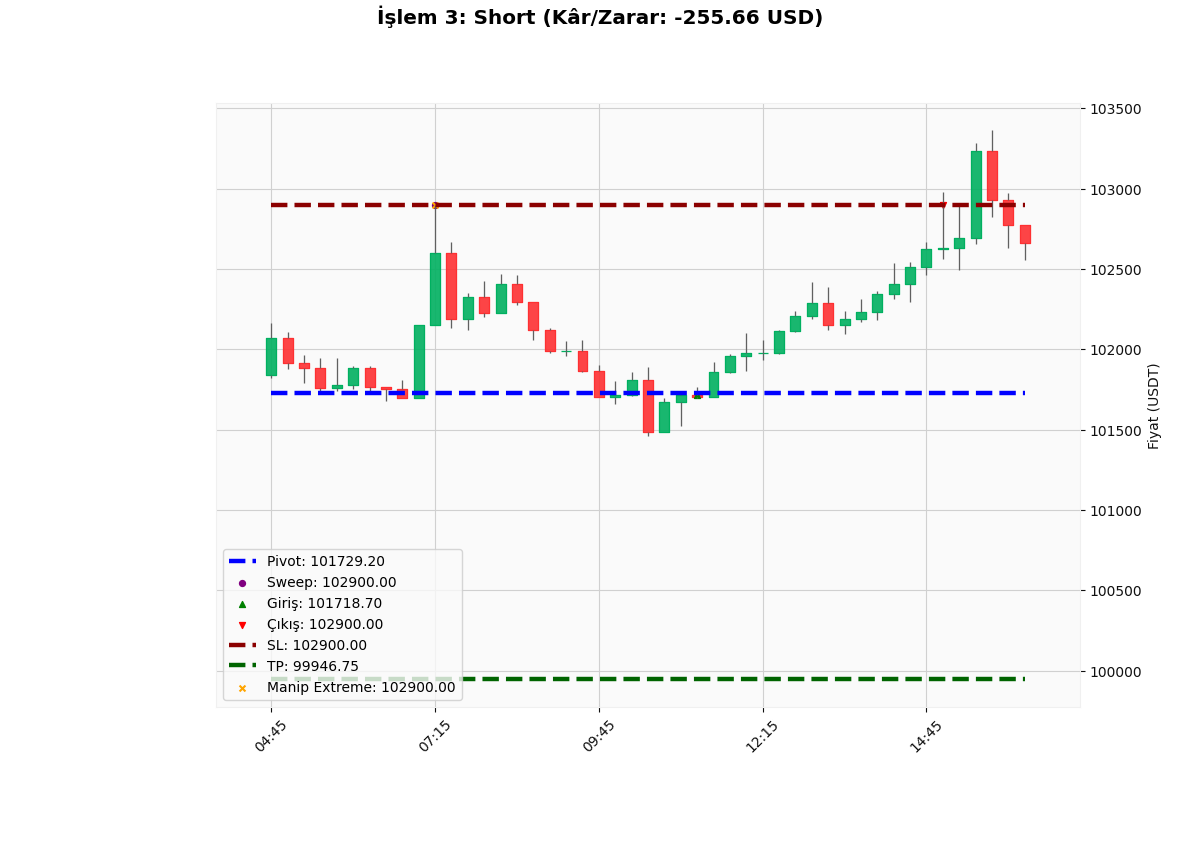 İşlem 3: Short (Kâr/Zarar: -255.66 USD)
103500
103000
102500
102000
101500
101000
100500
100000
Fiyat (USDT)
Pivot: 101729.20
Sweep: 102900.00
Giriş: 101718.70
Çıkış: 102900.00
SL: 102900.00
TP: 99946.75
Manip Extreme: 102900.00
04:45
07:15
09:45
12:15
14:45